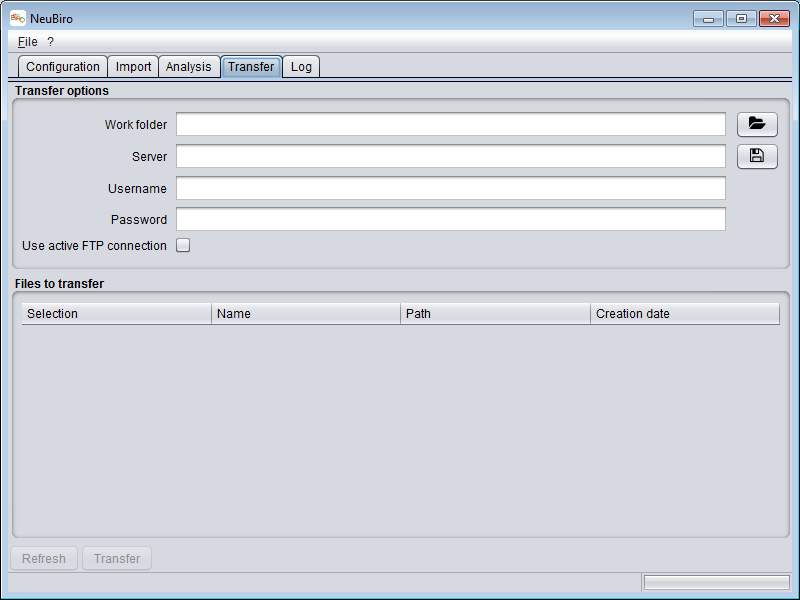 NeuBiro
File ?
Configuration Import Analysis Transfer Log
Transfer options
Work folder
Server
Username
Password
Use active FTP connection
Files to transfer
Selection Name Path Creation date
Refresh Transfer